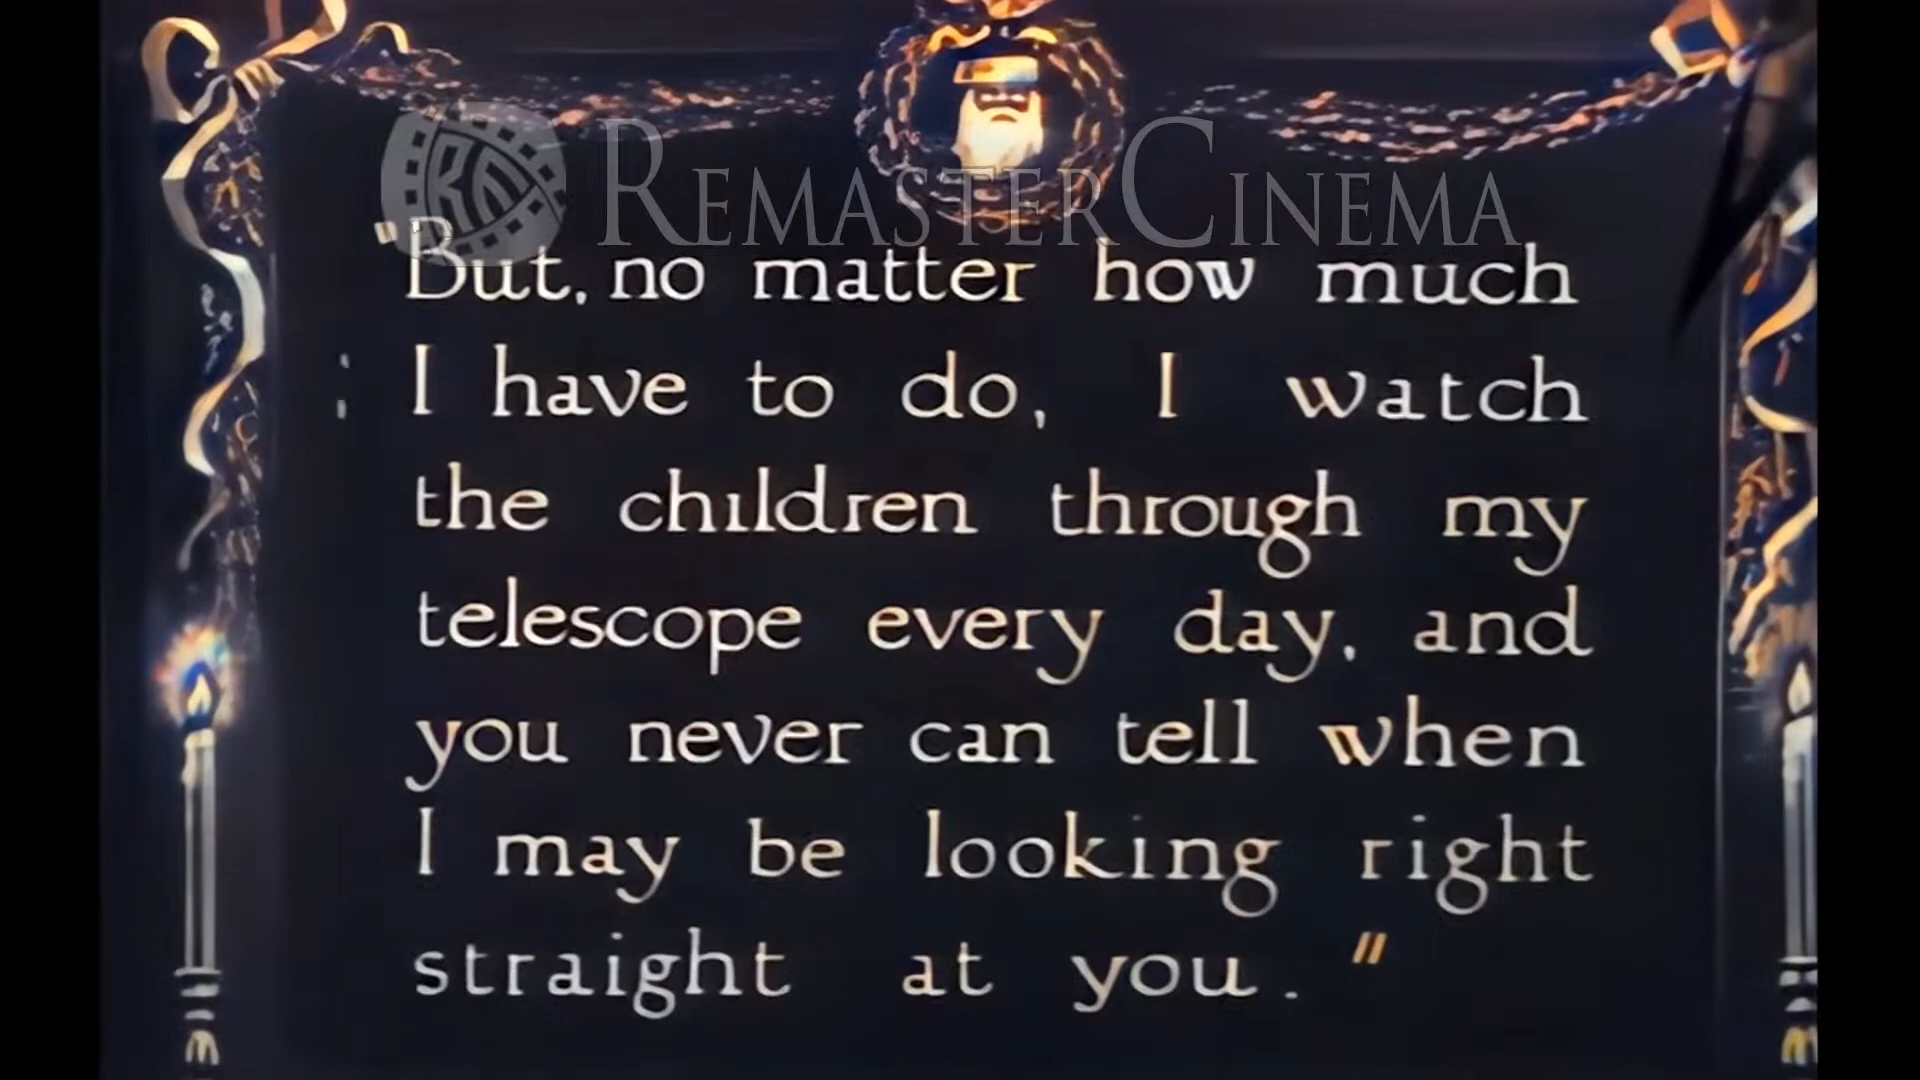 REMASTERCINEMA
"But, no matter how much
I have to do, I watch
the children through my
telescope every day, and
you never can tell when
I may be looking right
straight at you."